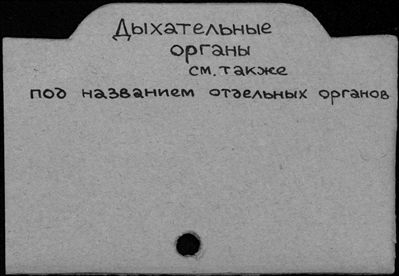 Дыхательные
органы
см. также
под названием отдельных органов